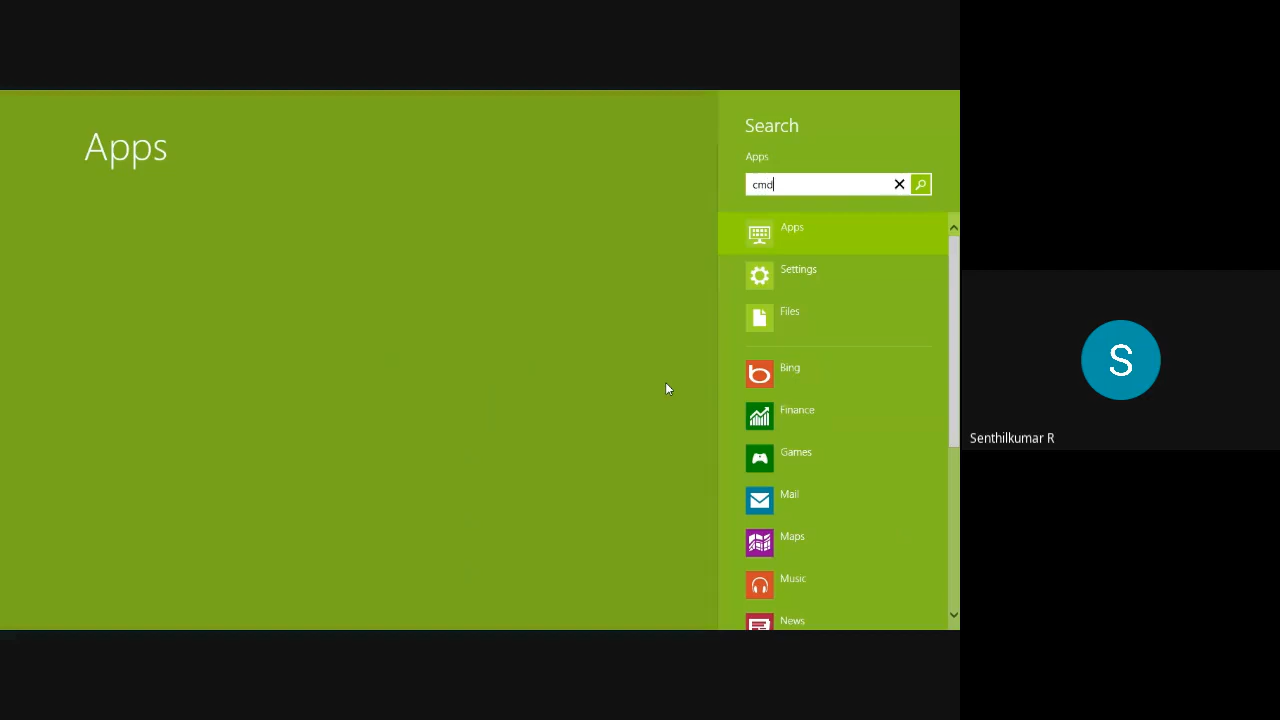 Apps
Search
Apps
cmd
Apps
Settings
Files
Bing
Finance
Games
Mail
Maps
Music
News
S
Senthilkumar R